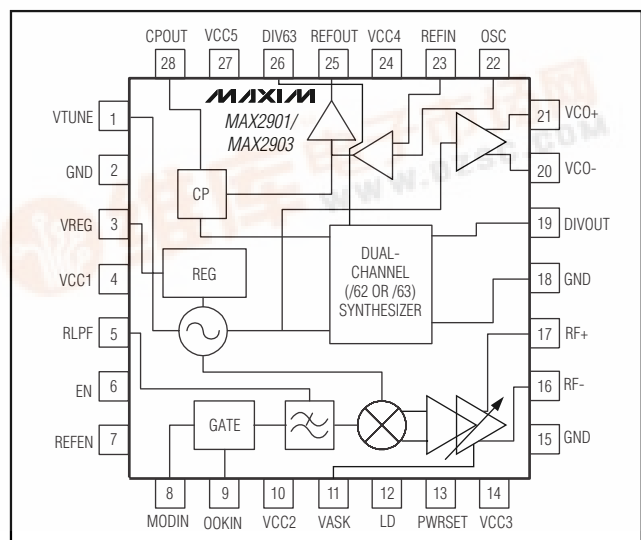 CPOUT VCC5 DIV63 REFOUT VCC4 REFIN OSC
28 27 26 25 24 23 22
MAXIM
MAX2901/
MAX2903
VTUNE 1
GND 2
VREG 3
VCC1 4
RLPF 5
EN 6
REFEN 7
21 VCO+
20 VCO-
19 DIVOUT
18 GND
17 RF+
16 RF-
15 GND
CP
REG
DUAL-
CHANNEL
(/62 OR /63)
SYNTHESIZER
GATE
8 9 10 11 12 13 14
MODIN OOKIN VCC2 VASK LD PWRSET VCC3